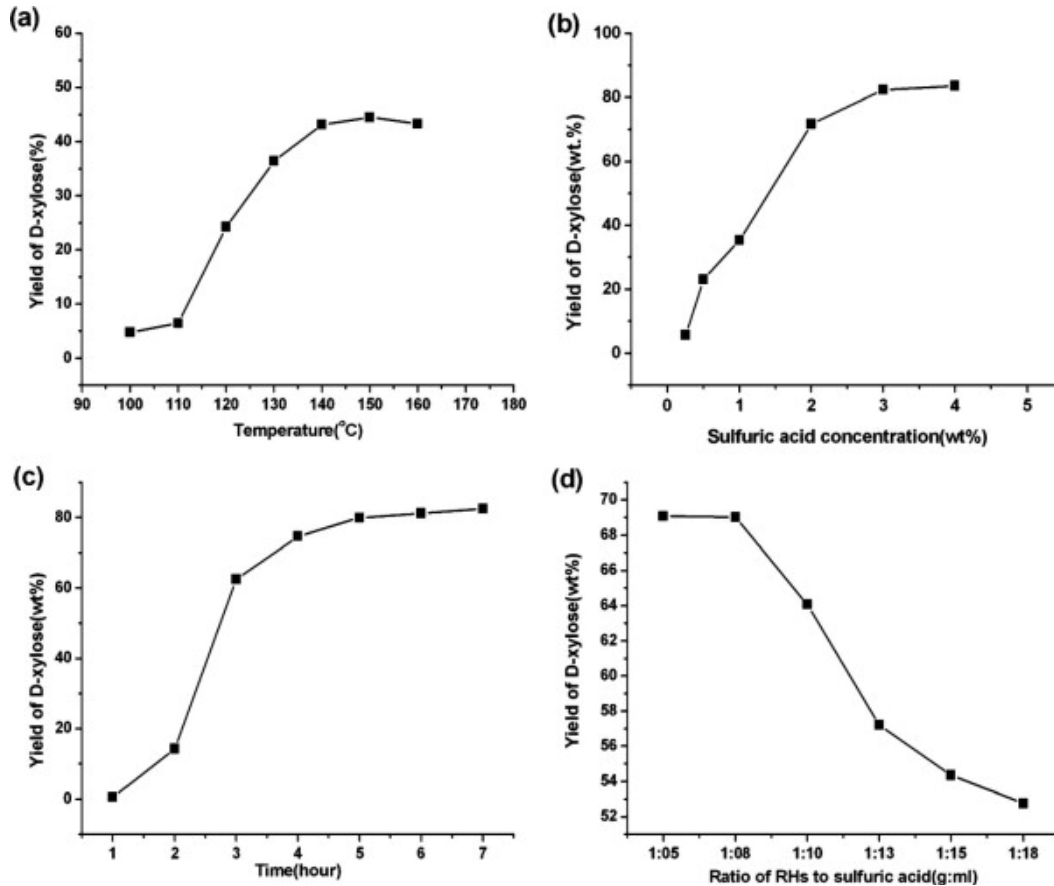 (a)
Yield of D-xylose(%)
60
50
40
30
20
10
0
90 100 110 120 130 140 150 160 170 180
Temperature(°C)
(b)
Yield of D-xylose(wt.%)
100
80
60
40
20
0
0 1 2 3 4 5
Sulfuric acid concentration(wt%)
(c)
Yield of D-xylose(wt%)
80
60
40
20
0
1 2 3 4 5 6 7
Time(hour)
(d)
Yield of D-xylose(wt%)
70
68
66
64
62
60
58
56
54
52
1:05 1:08 1:10 1:13 1:15 1:18
Ratio of RHs to sulfuric acid(g:ml)